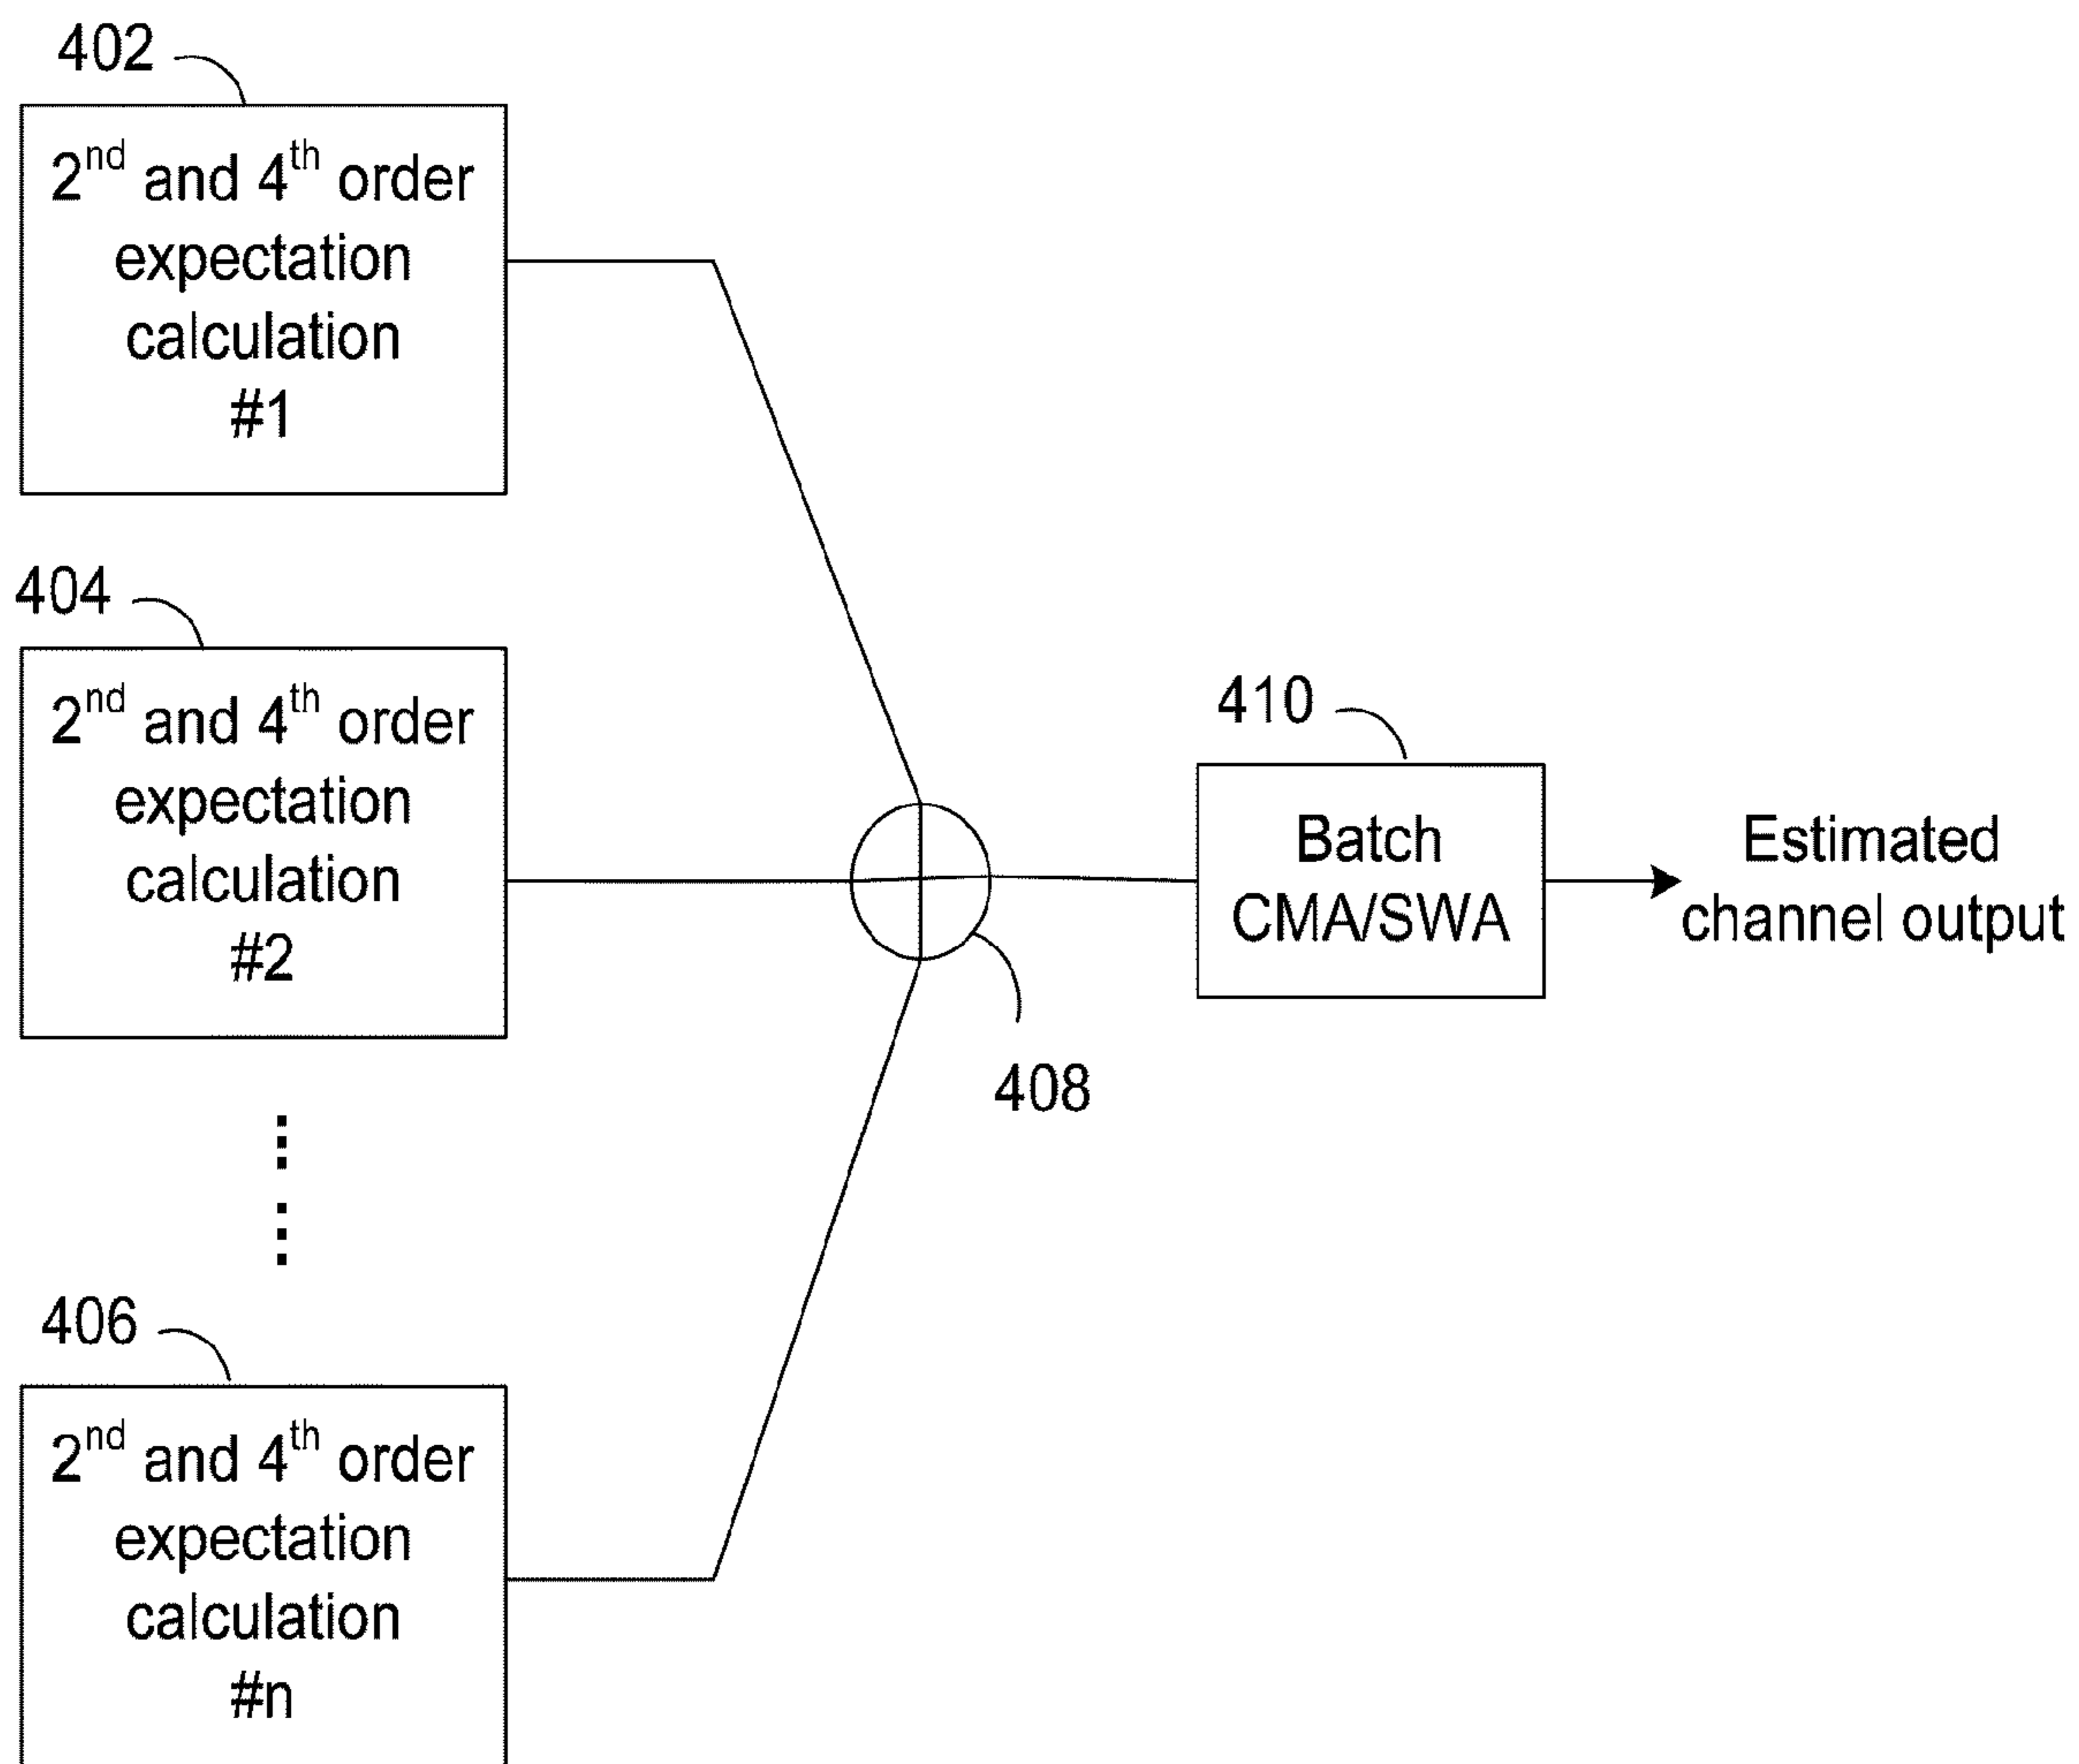 402
2nd and 4th order
expectation
calculation
#1
404
2nd and 4th order
expectation
calculation
#2
406
2nd and 4th order
expectation
calculation
#n
408
410
Batch
CMA/SWA
Estimated
channel output